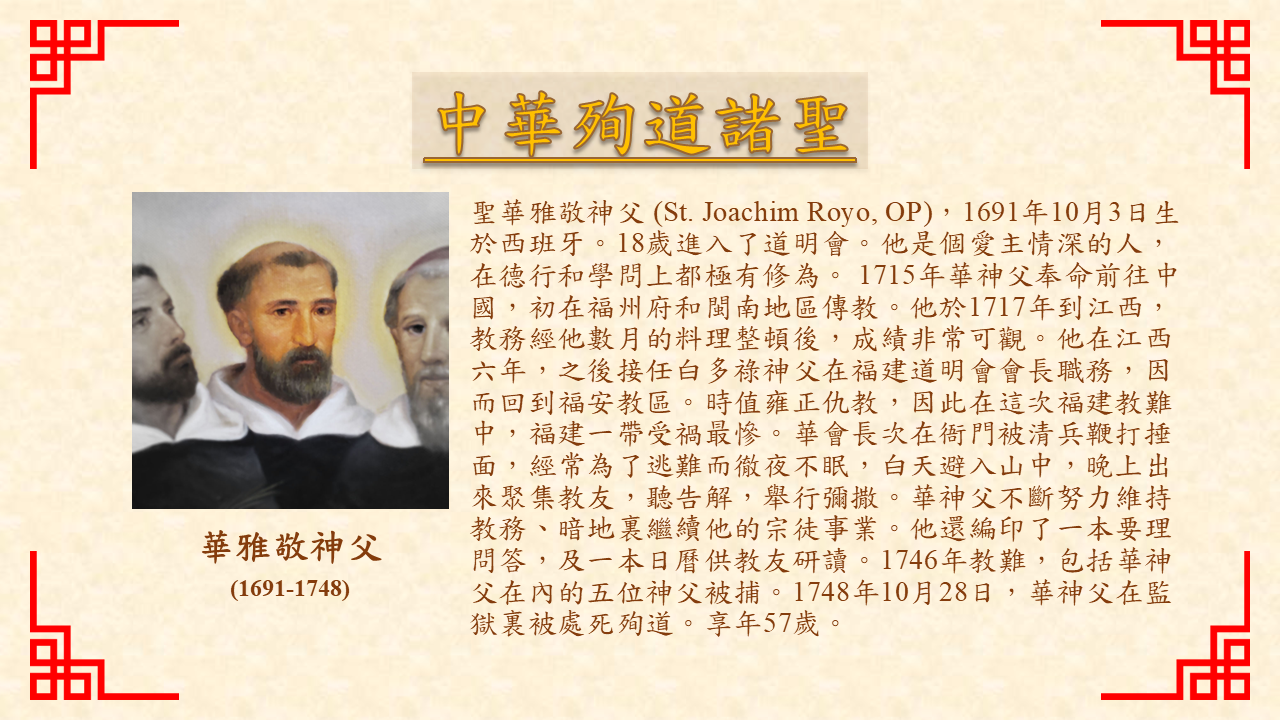 中華殉道諸聖
聖華雅敬神父 (St. Joachim Royo, OP)，1691年10月3日生
於西班牙。18歲進入了道明會。他是個愛主情深的人，
在德行和學問上都極有修為。 1715年華神父奉命前往中
國，初在福州府和閩南地區傳教。他於1717年到江西，
教務經他數月的料理整頓後，成績非常可觀。他在江西
六年，之後接任白多祿神父在福建道明會會長職務，因
而回到福安教區。時值雍正仇教，因此在這次福建教難
中，福建一帶受禍最慘。華會長次在衙門被清兵鞭打捶
面，經常為了逃難而徹夜不眠，白天避入山中，晚上出
來聚集教友，聽告解，舉行彌撒。華神父不斷努力維持
教務、暗地裏繼續他的宗徒事業。他還編印了一本要理
問答，及一本日曆供教友研讀。1746年教難，包括華神
父在內的五位神父被捕。1748年10月28日，華神父在監
獄裏被處死殉道。享年57歲。
華雅敬神父
(1691-1748)